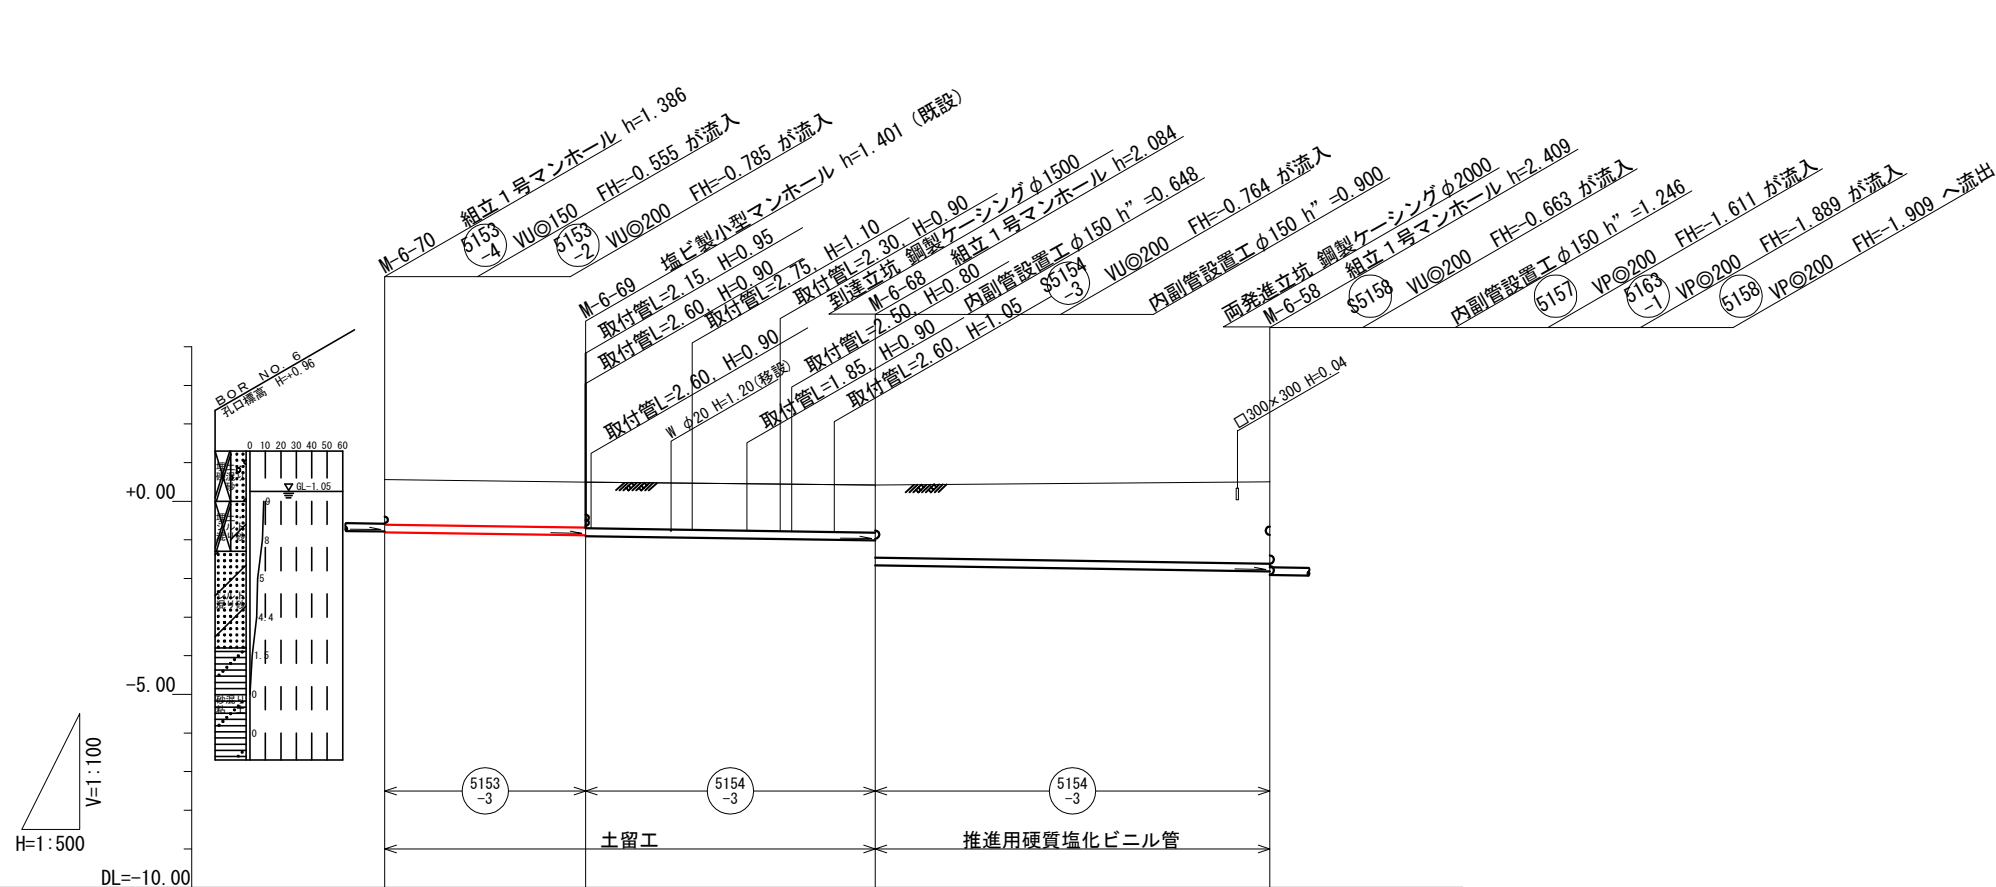 M-6-70 組立１号マンホール h=1.386
5153
-4
VU◎150 FH=-0.555 が流入
5153
-2
VU◎200 FH=-0.785 が流入
M-6-69 塩ビ製小型マンホール h=1.401 (既設)
取付管L=2.15, H=0.95
取付管L=2.60, H=0.90
取付管L=2.60, H=0.90
W φ20 H=1.20(移設)
取付管L=2.75, H=1.10
取付管L=1.85, H=0.90
取付管L=2.30, H=0.90
取付管L=2.50, H=0.80
取付管L=2.60, H=1.05
到達立坑 鋼製ケーシングφ1500
M-6-68 組立１号マンホール h=2.084
内副管設置工φ150 h”=0.648
S5154
-3
VU◎200 FH=-0.764 が流入
内副管設置工φ150 h”=0.900
両発進立坑 鋼製ケーシングφ2000
M-6-58 組立１号マンホール h=2.409
S5158
VU◎200 FH=-0.663 が流入
内副管設置工φ150 h”=1.246
5157
VP◎200 FH=-1.611 が流入
5163
-1
VP◎200 FH=-1.889 が流入
5158
VP◎200 FH=-1.909 へ流出
□300×300 H=0.04
BOR NO. 6
孔口標高 H=+0.96
0 10 20 30 40 50 60
GL-1.05
9
8
5
4.4
1.5
0
0
+0.00
-5.00
DL=-10.00
V=1:100
H=1:500
5153
-3
5154
-3
5154
-3
土留工
推進用硬質塩化ビニル管